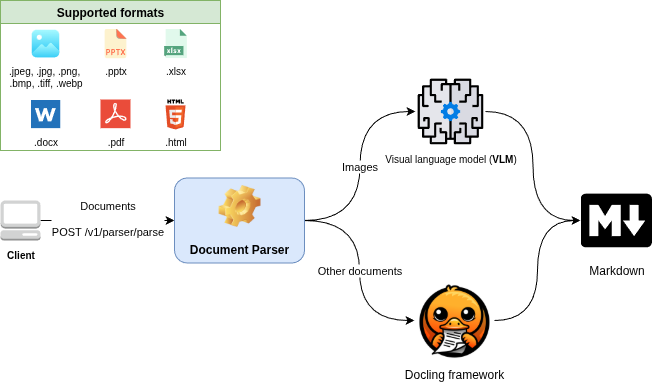 Supported formats
.jpeg, .jpg, .png,
.bmp, .tiff, .webp
.pptx
.xlsx
PPTX
xlsx
W
HTML
5
.docx
.pdf
.html
Images
Visual language model (VLM)
Documents
POST /v1/parser/parse
Client
Document Parser
M
Markdown
Other documents
Docling framework